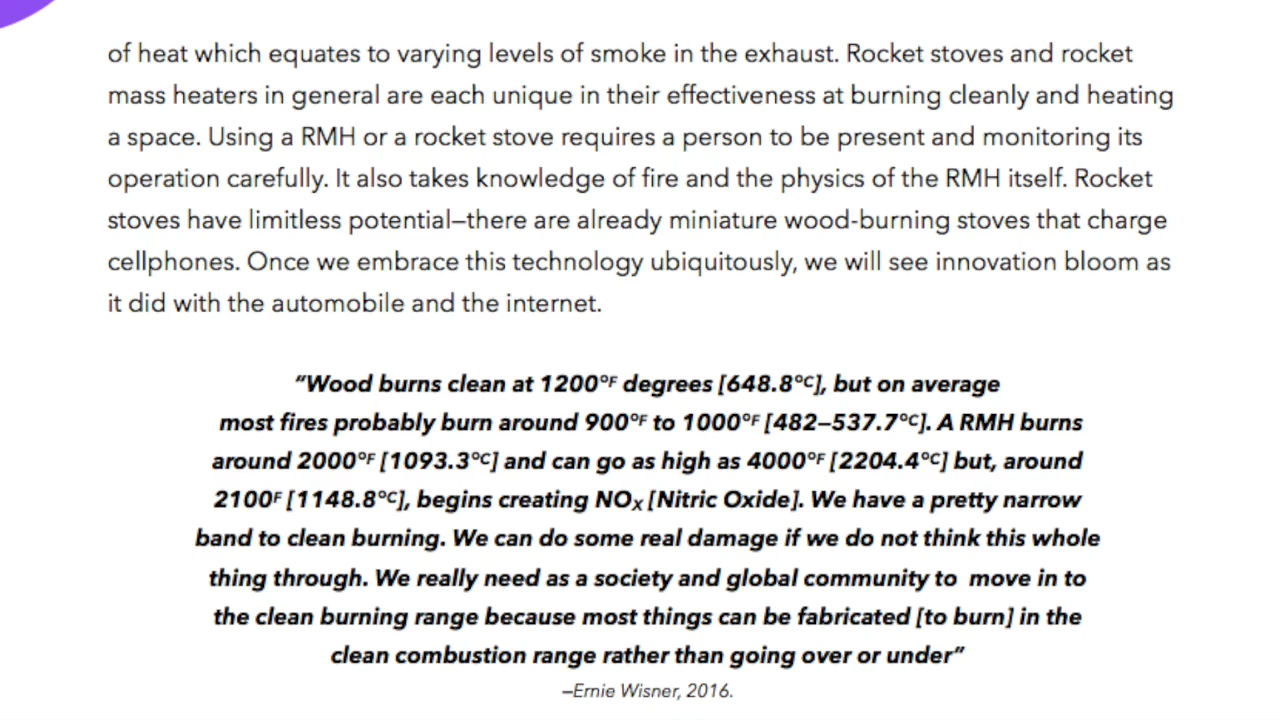 of heat which equates to varying levels of smoke in the exhaust. Rocket stoves and rocket
mass heaters in general are each unique in their effectiveness at burning cleanly and heating
a space. Using a RMH or a rocket stove requires a person to be present and monitoring its
operation carefully. It also takes knowledge of fire and the physics of the RMH itself. Rocket
stoves have limitless potential—there are already miniature wood-burning stoves that charge
cellphones. Once we embrace this technology ubiquitously, we will see innovation bloom as
it did with the automobile and the internet.
“Wood burns clean at 1200°F degrees [648.8°C], but on average
most fires probably burn around 900°F to 1000°F [482—537.7°C]. A RMH burns
around 2000°F [1093.3°C] and can go as high as 4000°F [2204.4°C] but, around
2100F [1148.8°C], begins creating NOX [Nitric Oxide]. We have a pretty narrow
band to clean burning. We can do some real damage if we do not think this whole
thing through. We really need as a society and global community to  move in to
the clean burning range because most things can be fabricated [to burn] in the
clean combustion range rather than going over or under”
—Ernie Wisner, 2016.